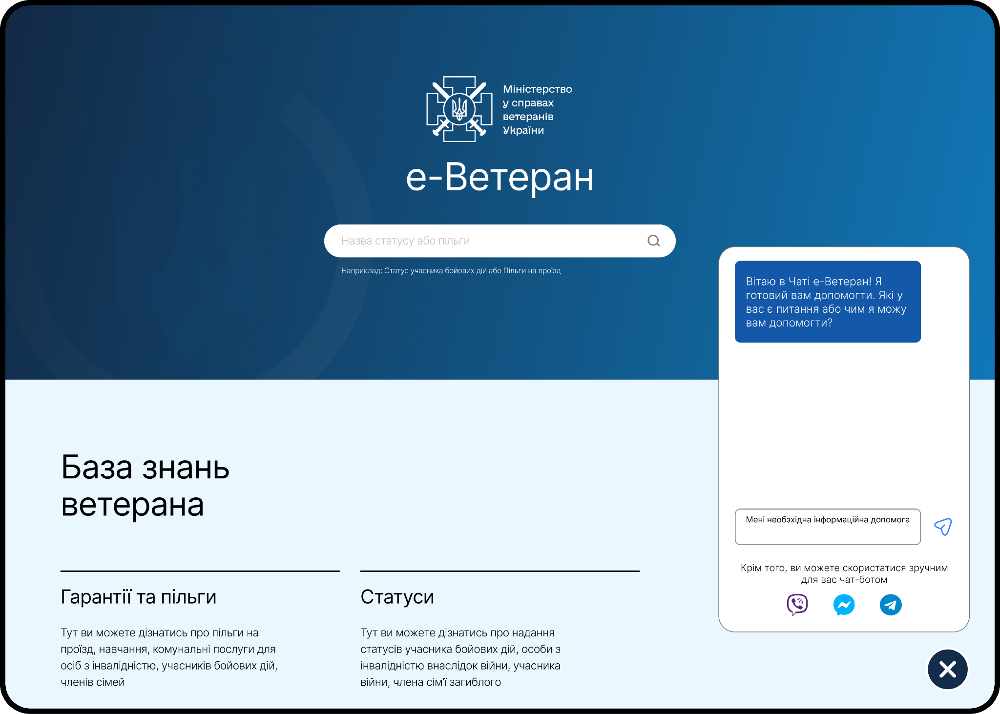 Міністерство
у справах
ветеранів
України
е-Ветеран
Назва статусу або пільги
Наприклад: Статус учасника бойових дій або Пільги на проїзд
Вітаю в Чаті е-Ветеран! Я
готовий вам допомогти. Які у
вас є питання або чим я можу
вам допомогти?
Мені необзхідна інформаційна допомога
Крім того, ви можете скористатися зручним
для вас чат-ботом
База знань
ветерана
Гарантії та пільги
Тут ви можете дізнатись про пільги на
проїзд, навчання, комунальні послуги для
осіб з інвалідністю, учасників бойових дій,
членів сімей
Статуси
Тут ви можете дізнатись про надання
статусів учасника бойових дій, особи з
інвалідністю внаслідок війни, учасника
війни, члена сім’ї загиблого